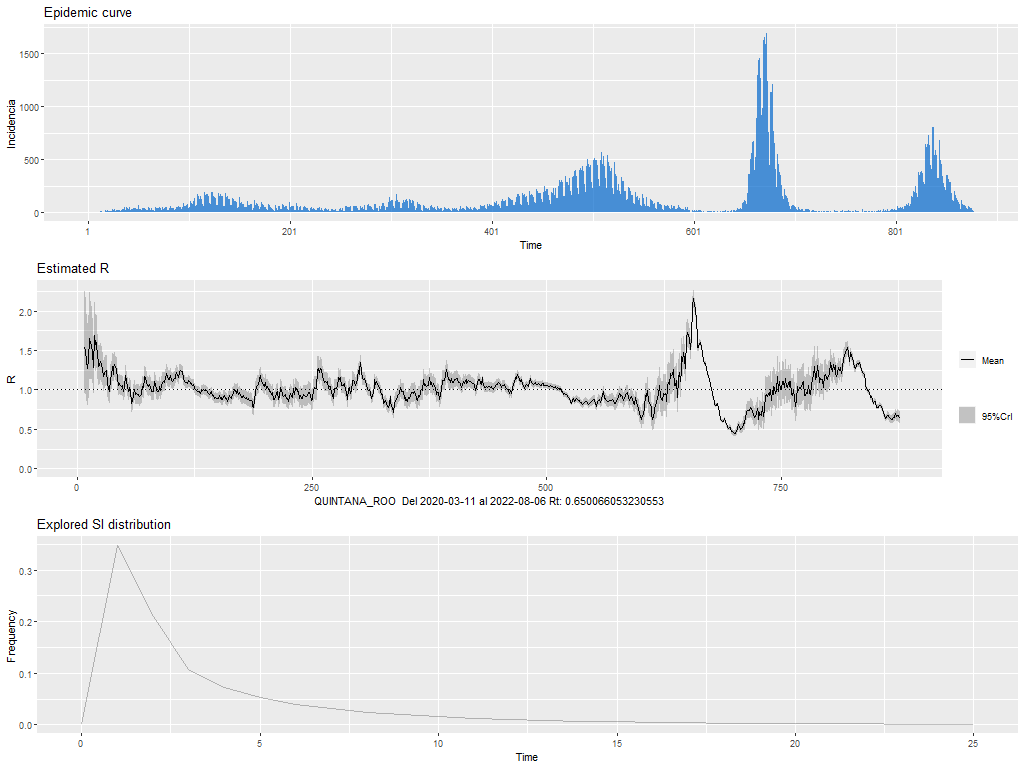 Epidemic curve
Incidencia
1500
1000
500
0
1
201
401
601
801
Time
Estimated R
R
2.0
1.5
1.0
0.5
0.0
0
250
500
750
Mean
95%CrI
QUINTANA_ROO Del 2020-03-11 al 2022-08-06 Rt: 0.650066053230553
Explored SI distribution
Frequency
0.3
0.2
0.1
0.0
0
5
10
15
20
25
Time